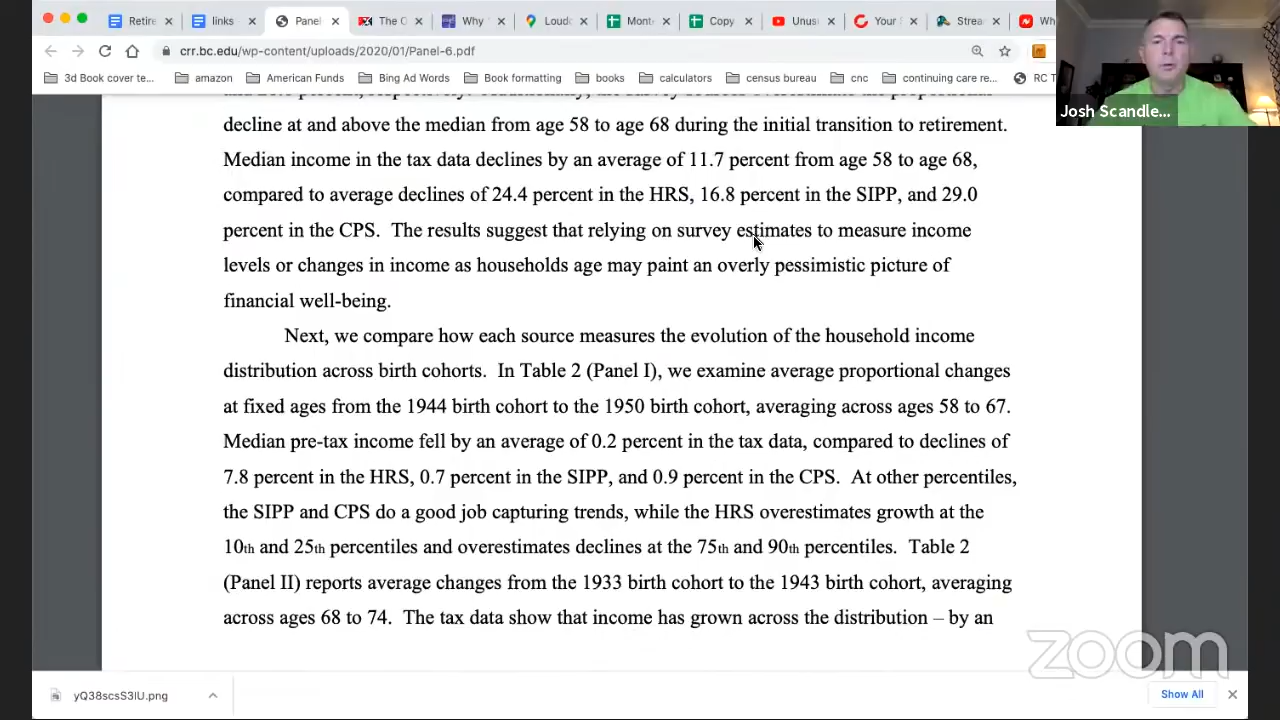 Retire
links
Panel
The C
Why
Loud
Mont
Copy
Unus
Your
Strea
Wh
crr.bc.edu/wp-content/uploads/2020/01/Panel-6.pdf
3d Book cover te...
amazon
American Funds
Bing Ad Words
Book formatting
books
calculators
census bureau
cnc
continuing care re...
RC T
Josh Scandle...
decline at and above the median from age 58 to age 68 during the initial transition to retirement.
Median income in the tax data declines by an average of 11.7 percent from age 58 to age 68,
compared to average declines of 24.4 percent in the HRS, 16.8 percent in the SIPP, and 29.0
percent in the CPS.  The results suggest that relying on survey estimates to measure income
levels or changes in income as households age may paint an overly pessimistic picture of
financial well-being.
Next, we compare how each source measures the evolution of the household income
distribution across birth cohorts.  In Table 2 (Panel I), we examine average proportional changes
at fixed ages from the 1944 birth cohort to the 1950 birth cohort, averaging across ages 58 to 67.
Median pre-tax income fell by an average of 0.2 percent in the tax data, compared to declines of
7.8 percent in the HRS, 0.7 percent in the SIPP, and 0.9 percent in the CPS.  At other percentiles,
the SIPP and CPS do a good job capturing trends, while the HRS overestimates growth at the
10th and 25th percentiles and overestimates declines at the 75th and 90th percentiles.  Table 2
(Panel II) reports average changes from the 1933 birth cohort to the 1943 birth cohort, averaging
across ages 68 to 74.  The tax data show that income has grown across the distribution – by an
zoom
yQ38scsS3lU.png
Show All